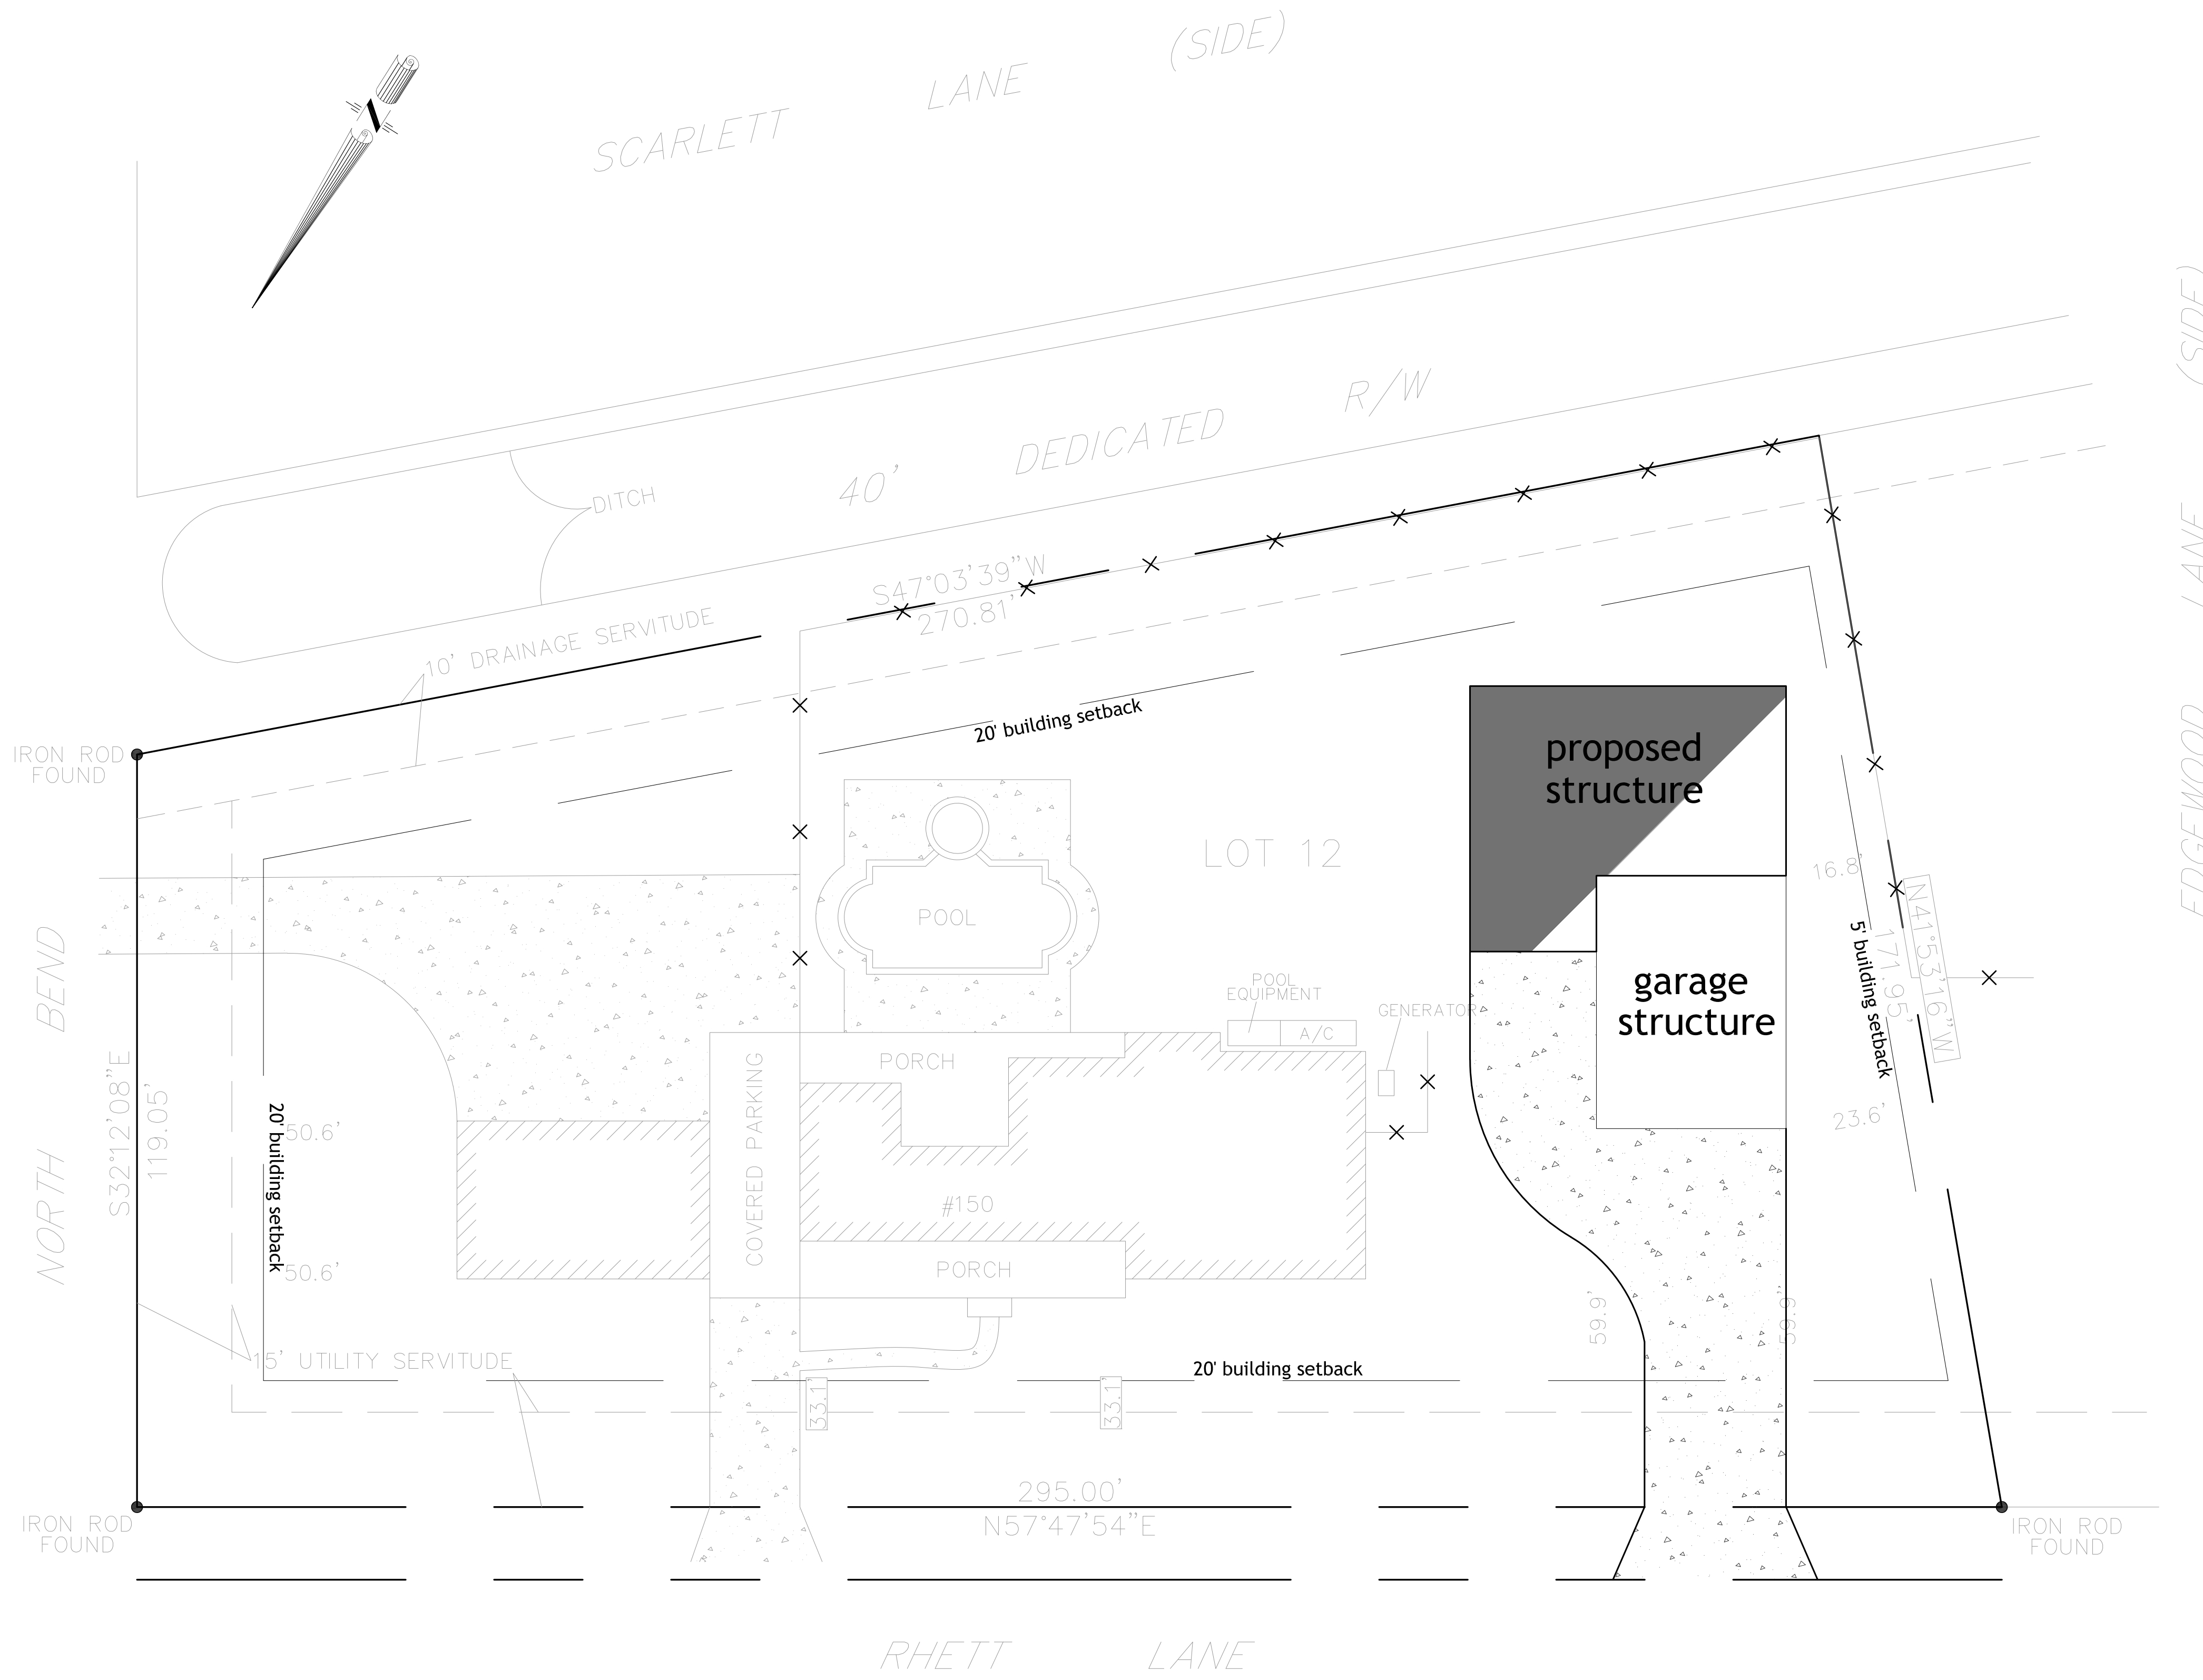 SCARLETT LANE (SIDE)
N
40' DEDICATED R/W
DITCH
S47°03'39"W
270.81'
10' DRAINAGE SERVITUDE
IRON ROD
FOUND
20' building setback
proposed
structure
LOT 12
POOL
16.8'
EDGEWOOD LANE (SIDE)
N41°53'16"W
171.95'
5' building setback
garage
structure
POOL
EQUIPMENT
A/C
GENERATOR
PORCH
COVERED PARKING
NORTH BEND
S32°12'08"E
119.05'
20' building setback
50.6'
50.6'
23.6'
#150
PORCH
59.9'
59.9'
15' UTILITY SERVITUDE
20' building setback
33.1'
33.1'
295.00'
N57°47'54"E
IRON ROD
FOUND
IRON ROD
FOUND
RHETT LANE